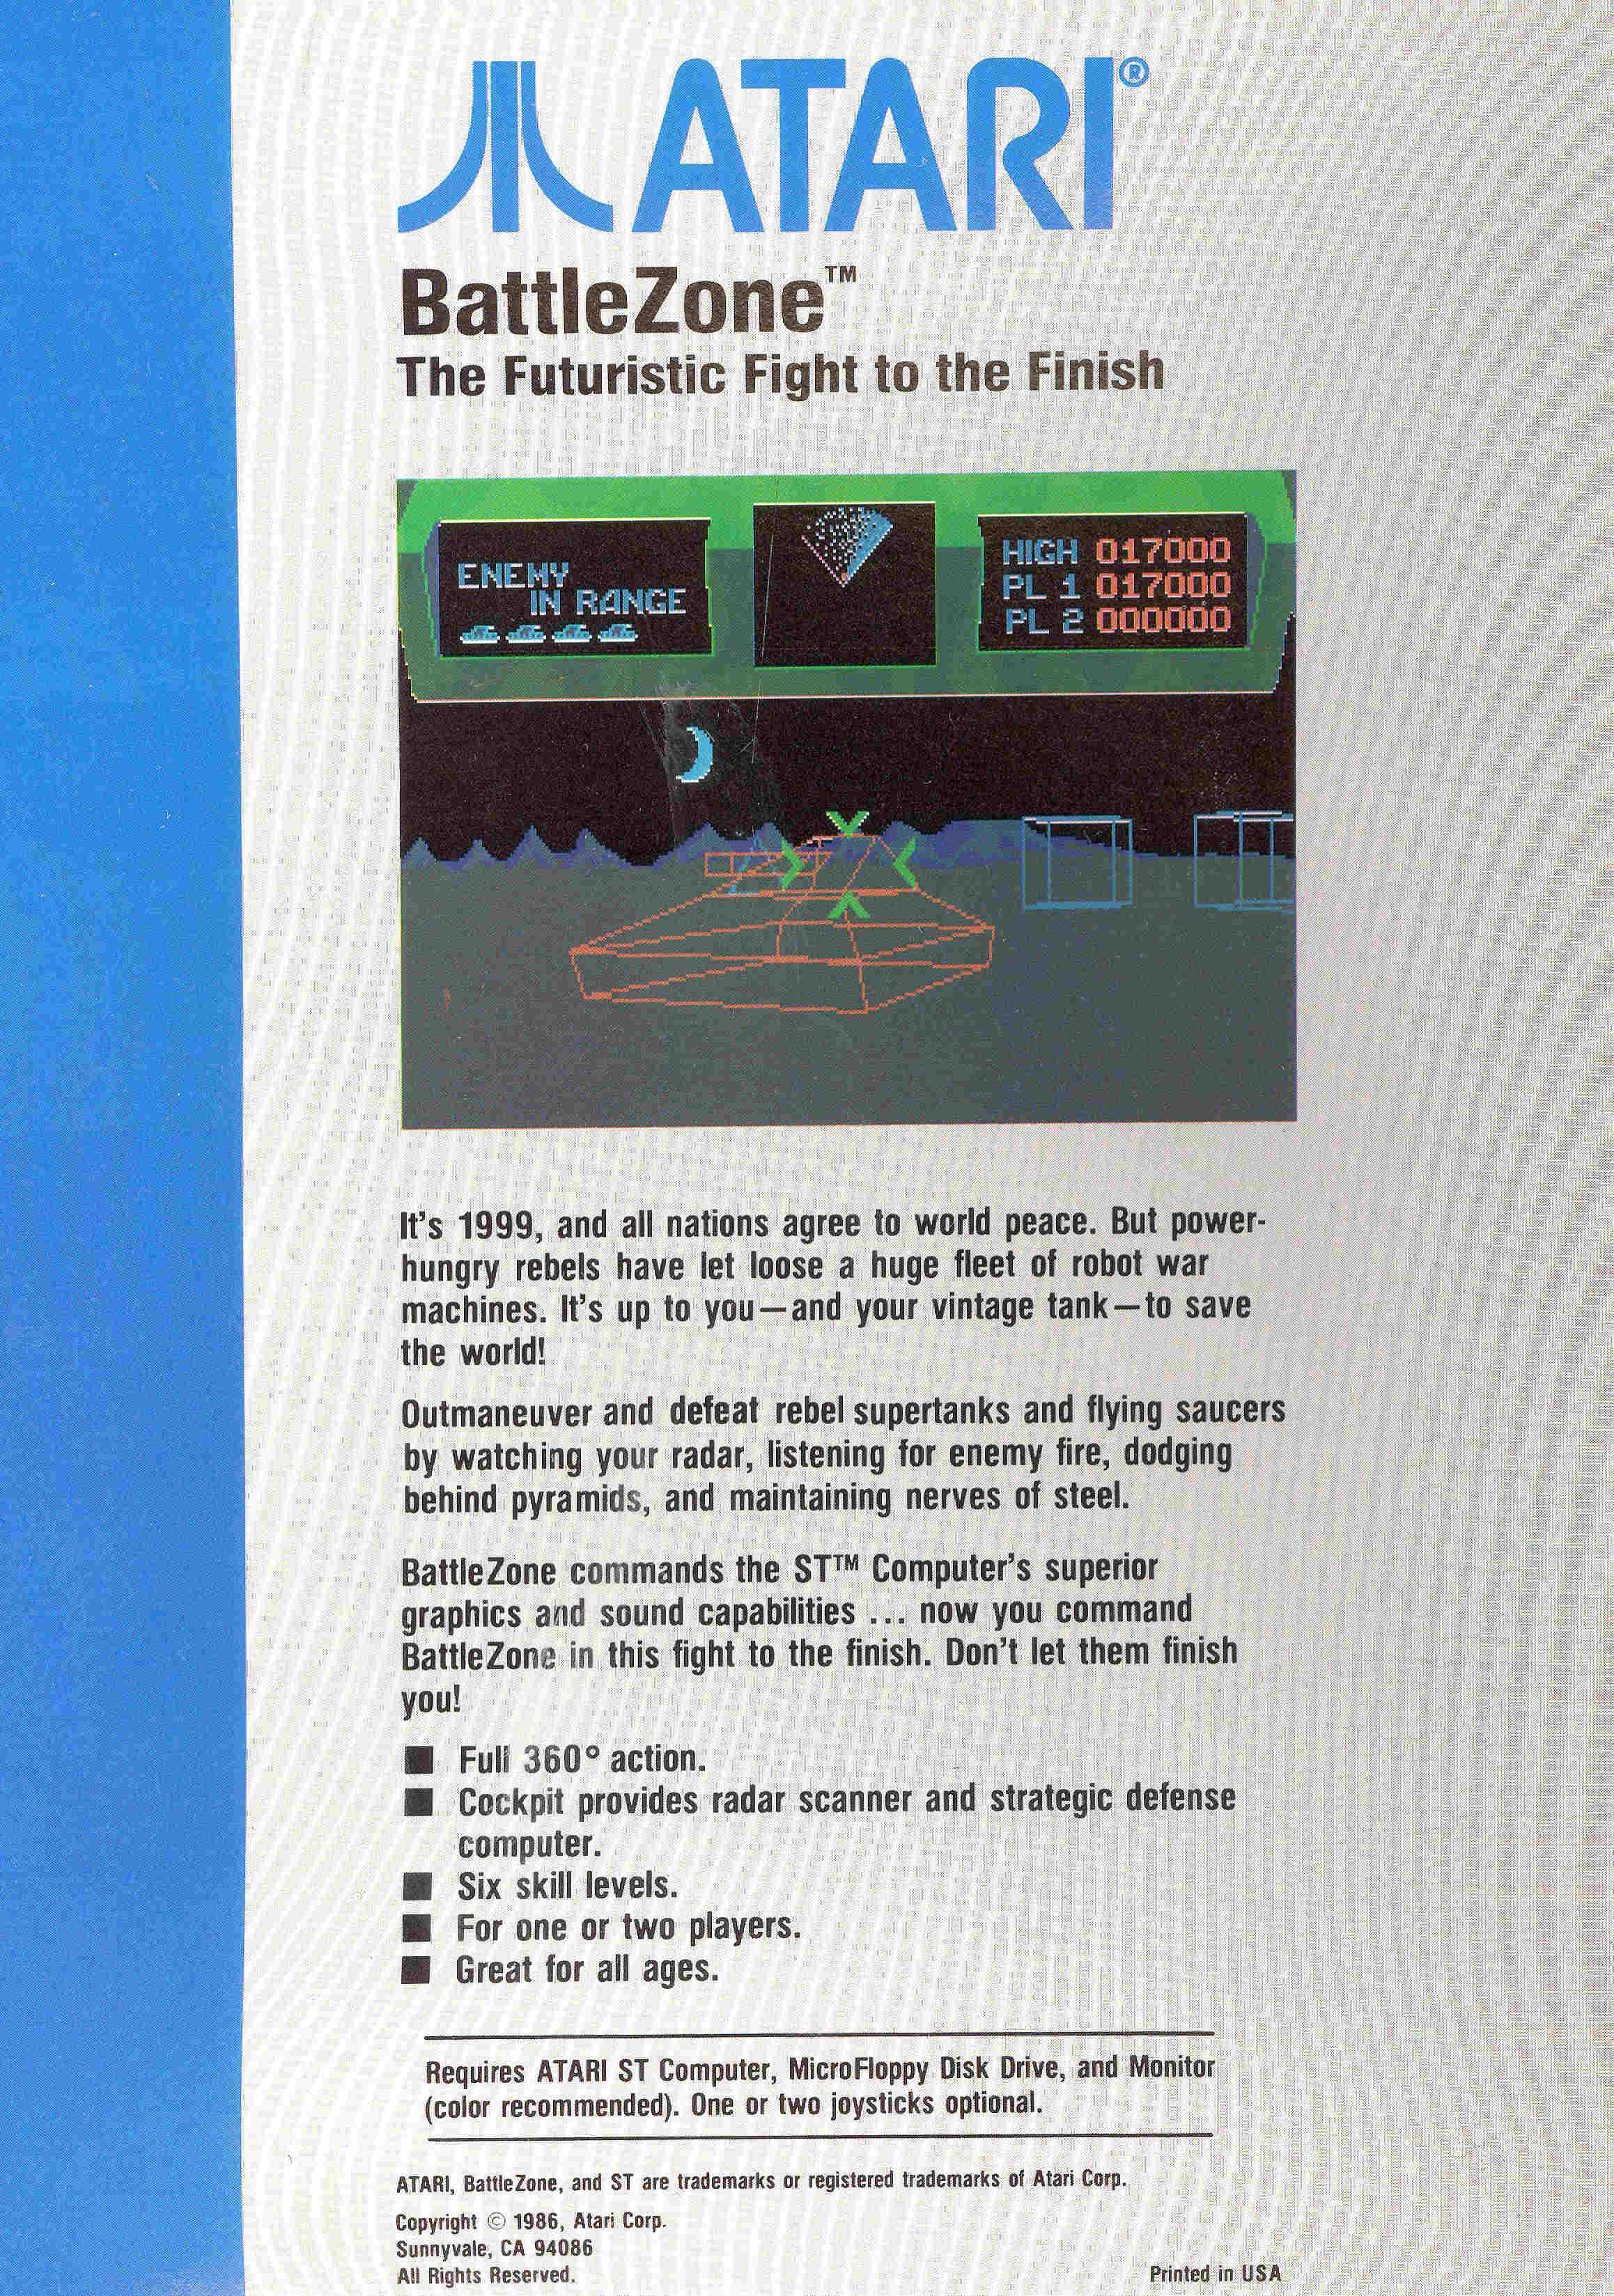 ATARI®
BattleZone™
The Futuristic Fight to the Finish
ENEMY
IN RANGE
HIGH 017000
PL 1 017000
PL 2 000000
It's 1999, and all nations agree to world peace. But power-
hungry rebels have let loose a huge fleet of robot war
machines. It's up to you—and your vintage tank—to save
the world!
Outmaneuver and defeat rebel supertanks and flying saucers
by watching your radar, listening for enemy fire, dodging
behind pyramids, and maintaining nerves of steel.
BattleZone commands the ST™ Computer's superior
graphics and sound capabilities ... now you command
BattleZone in this fight to the finish. Don't let them finish
you!
■ Full 360° action.
■ Cockpit provides radar scanner and strategic defense
computer.
■ Six skill levels.
■ For one or two players.
■ Great for all ages.
Requires ATARI ST Computer, MicroFloppy Disk Drive, and Monitor
(color recommended). One or two joysticks optional.
ATARI, BattleZone, and ST are trademarks or registered trademarks of Atari Corp.
Copyright © 1986, Atari Corp.
Sunnyvale, CA 94086
All Rights Reserved.
Printed in USA